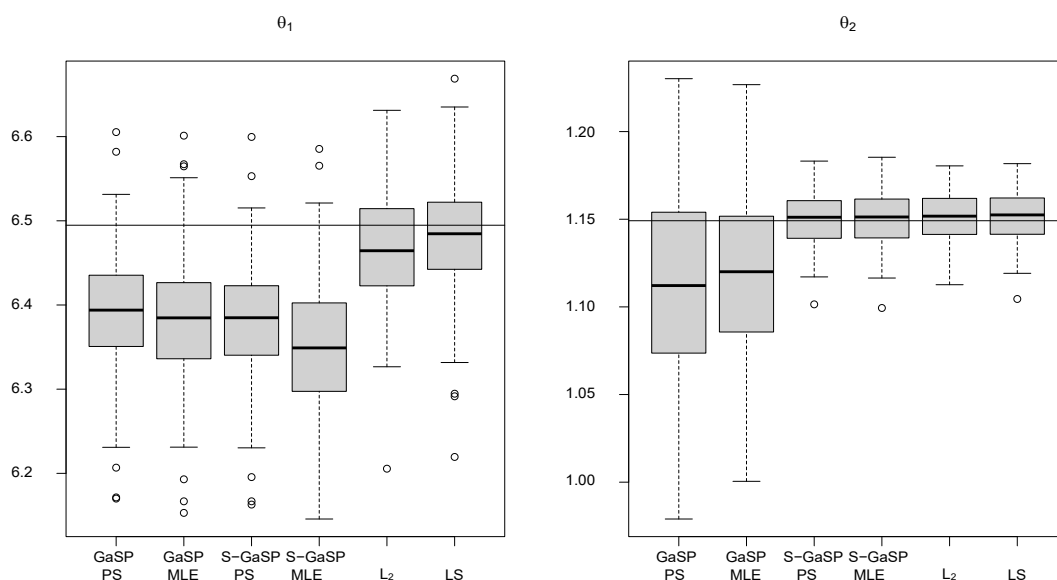 θ1
θ2
6.6
6.5
6.4
6.3
6.2
GaSP PS
GaSP MLE
S−GaSP PS
S−GaSP MLE
L2
LS
1.20
1.15
1.10
1.05
1.00
GaSP PS
GaSP MLE
S−GaSP PS
S−GaSP MLE
L2
LS